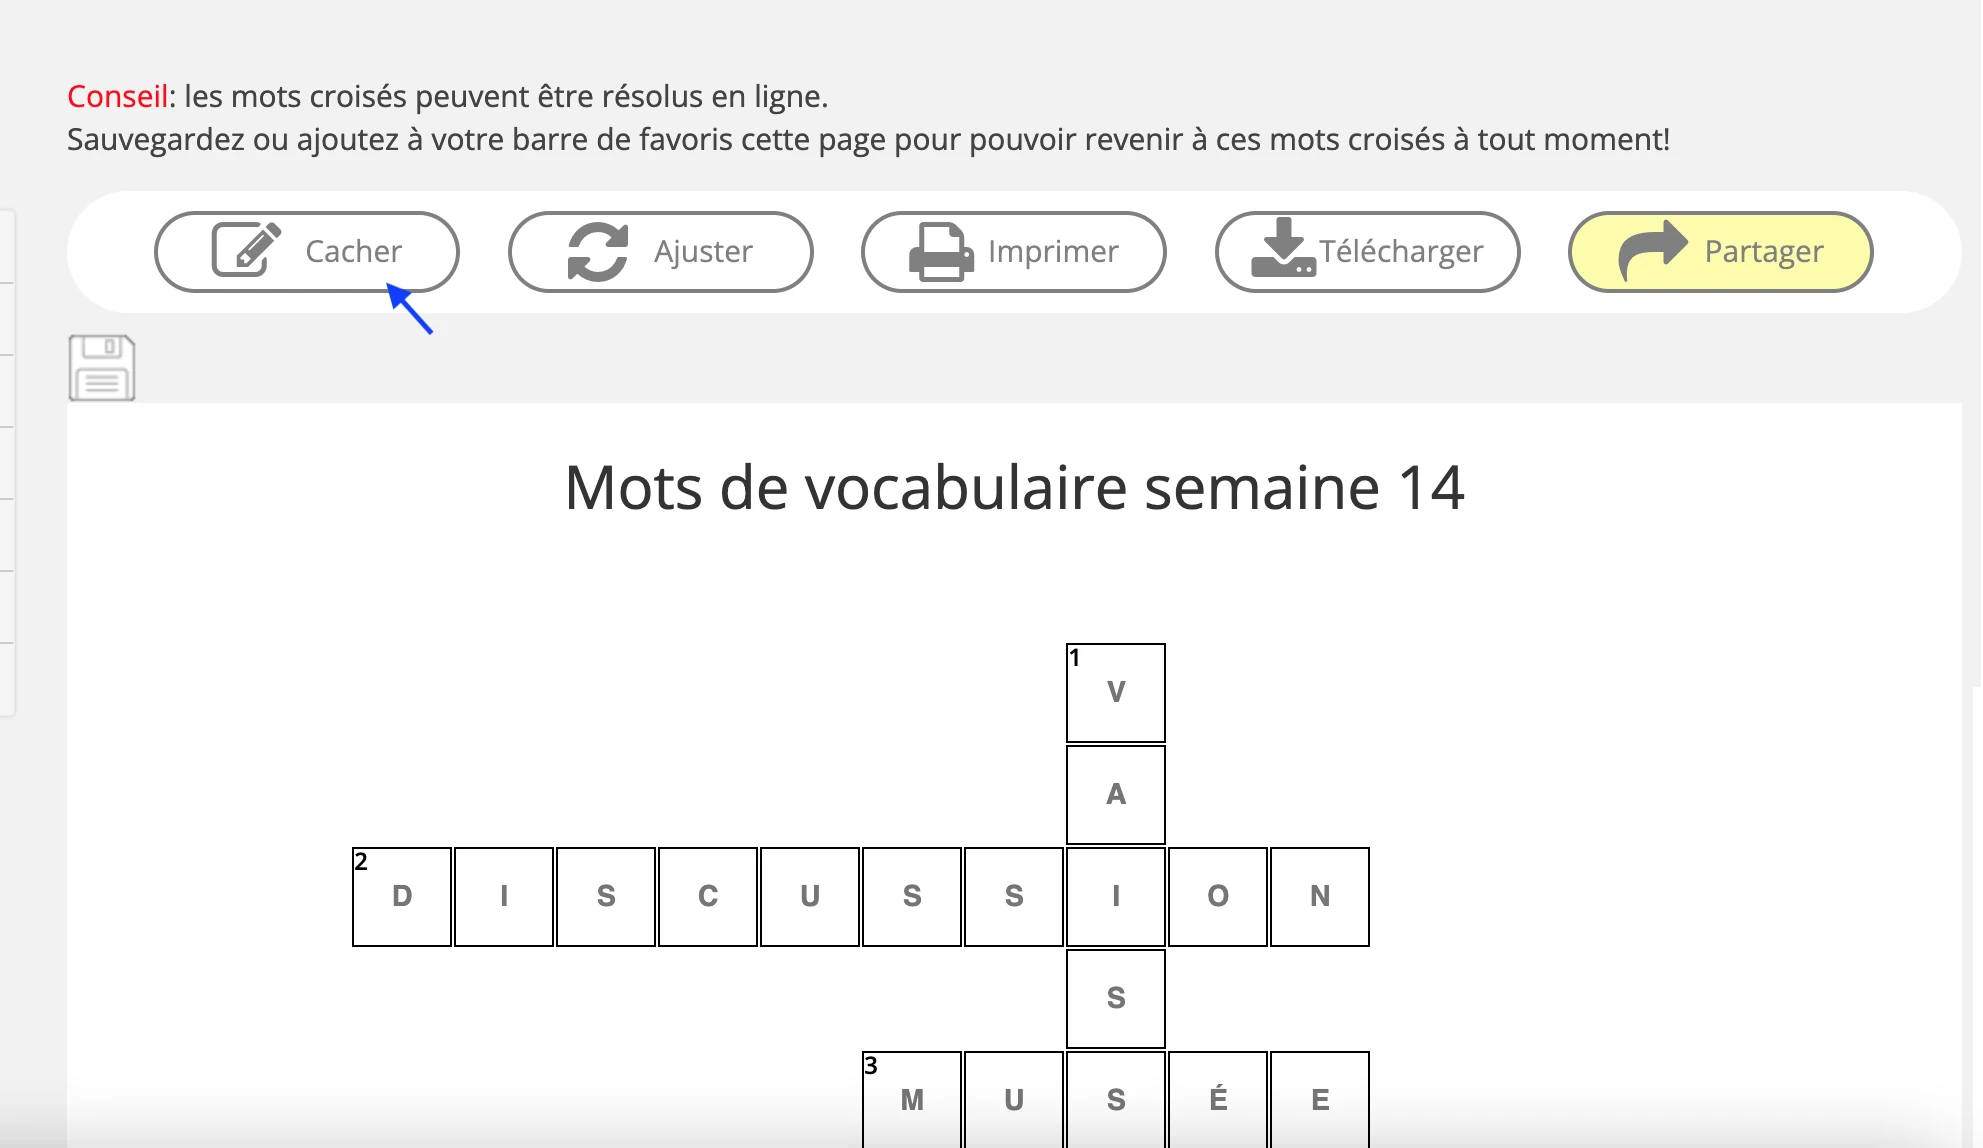 Conseil: les mots croisés peuvent être résolus en ligne.
Sauvegardez ou ajoutez à votre barre de favoris cette page pour pouvoir revenir à ces mots croisés à tout moment!
Cacher Ajuster Imprimer Télécharger Partager
Mots de vocabulaire semaine 14
1 V
A
2 D I S C U S S I O N
S
3 M U S É E